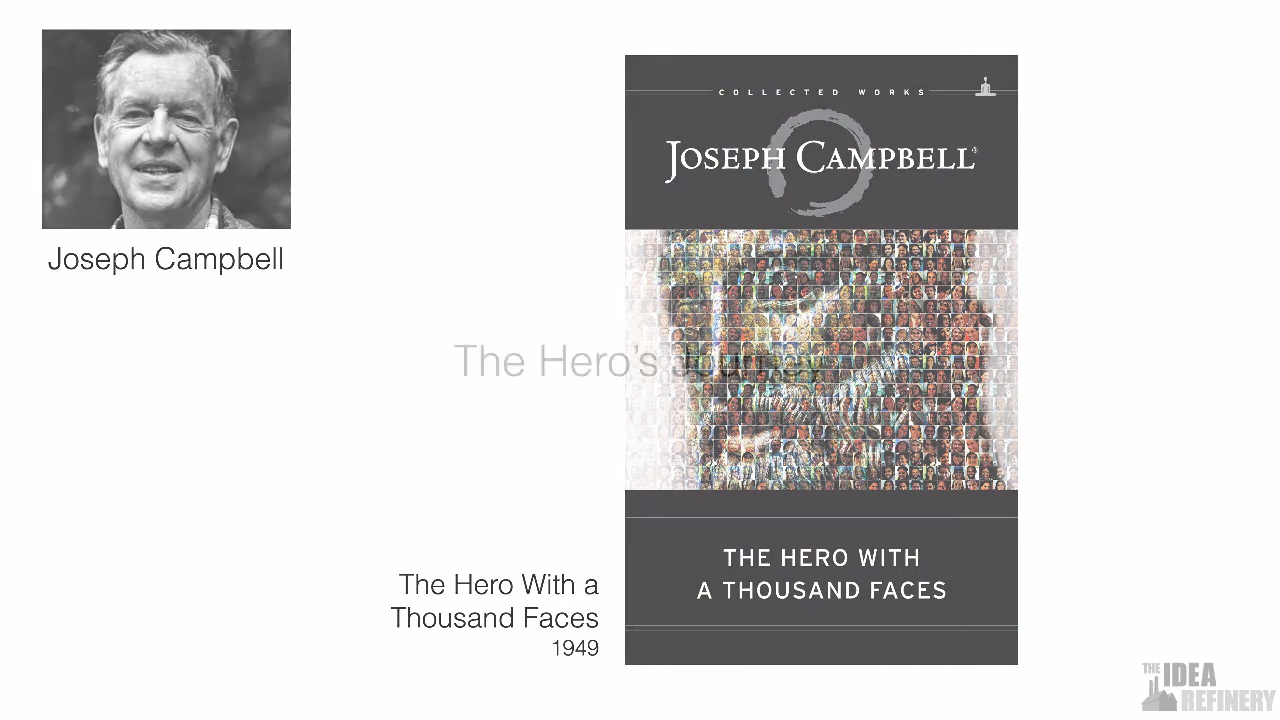 Joseph Campbell
COLLECTED WORKS
JOSEPH CAMPBELL®
The Hero's Journey
THE HERO WITH
A THOUSAND FACES
The Hero With a
Thousand Faces
1949
THE IDEA
REFINERY